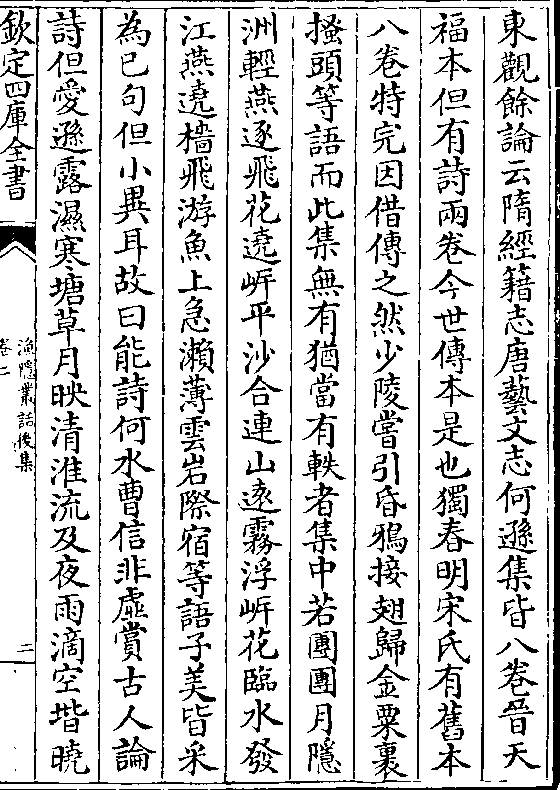 東觀餘論云隋經籍志唐藝文志何遜集皆八卷晉天
福本但有詩兩卷今世傳本是也獨春明宋氏有舊本
八卷特完因借傳之然少陵嘗引昏鴉接翅歸金粟裹
搔頭等語而此集無有猶當有軼者集中若團團月隱
洲輕燕逐飛花遶㟁平沙合連山遠霧浮㟁花臨水發
江燕遶檣飛游魚上急瀨薄雲岩際宿等語子美皆采
為已句但小異耳故曰能詩何水曹信非虛賞古人論
詩但愛遜露濕寒塘草月映清淮流及夜雨滴空堦曉
欽定四庫全書
漁隱叢話後集
卷二
二